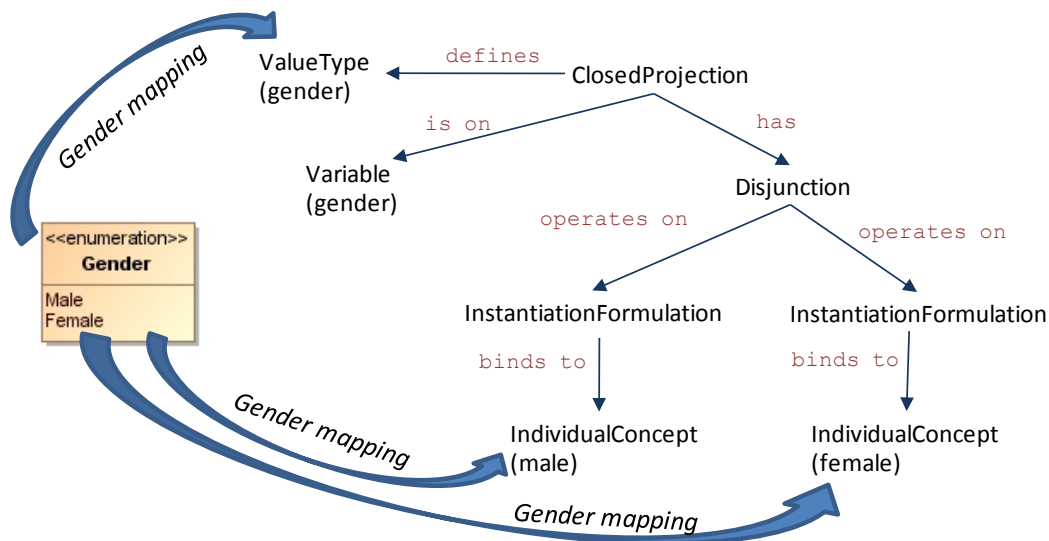 Gender mapping
ValueType
(gender)
defines
ClosedProjection
is on
has
Variable
(gender)
Disjunction
operates on
operates on
<<enumeration>>
Gender
Male
Female
InstantiationFormulation
InstantiationFormulation
binds to
binds to
Gender mapping
IndividualConcept
(male)
IndividualConcept
(female)
Gender mapping